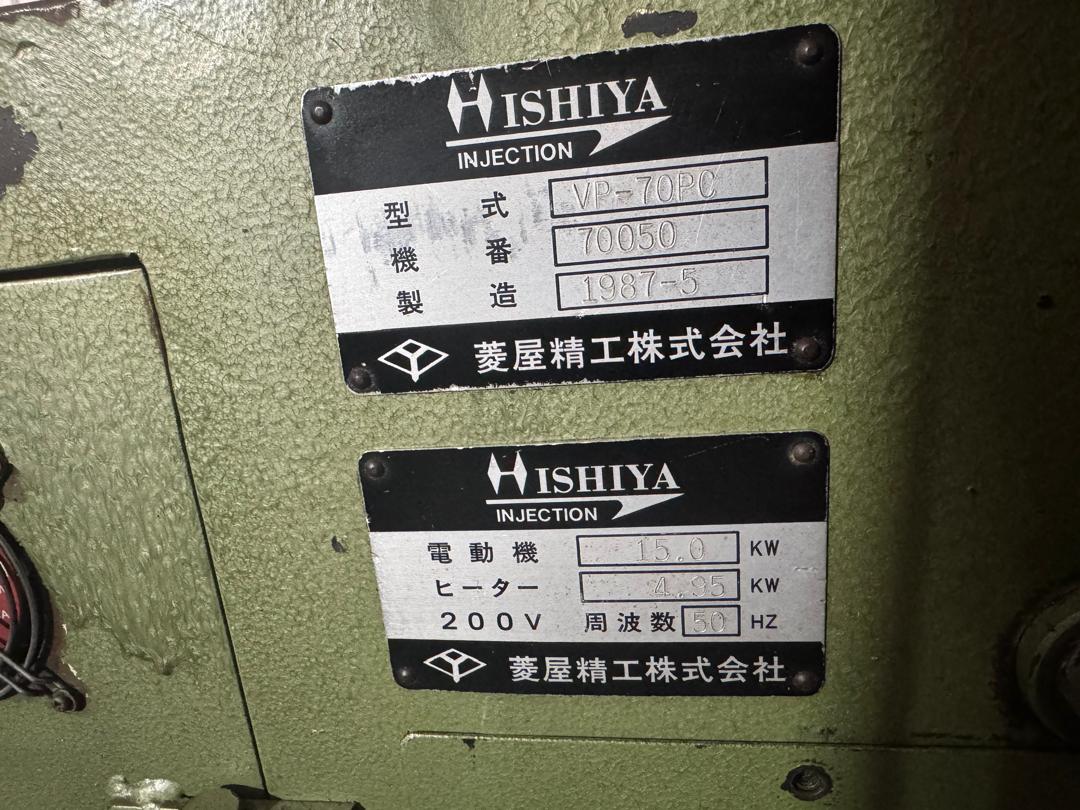 HISHIYA
INJECTION
型式 VP-70PC
機番 70050
製造 1987-5
菱屋精工株式会社
HISHIYA
INJECTION
電動機 15.0 KW
ヒーター 4.95 KW
200V 周波数 50 HZ
菱屋精工株式会社